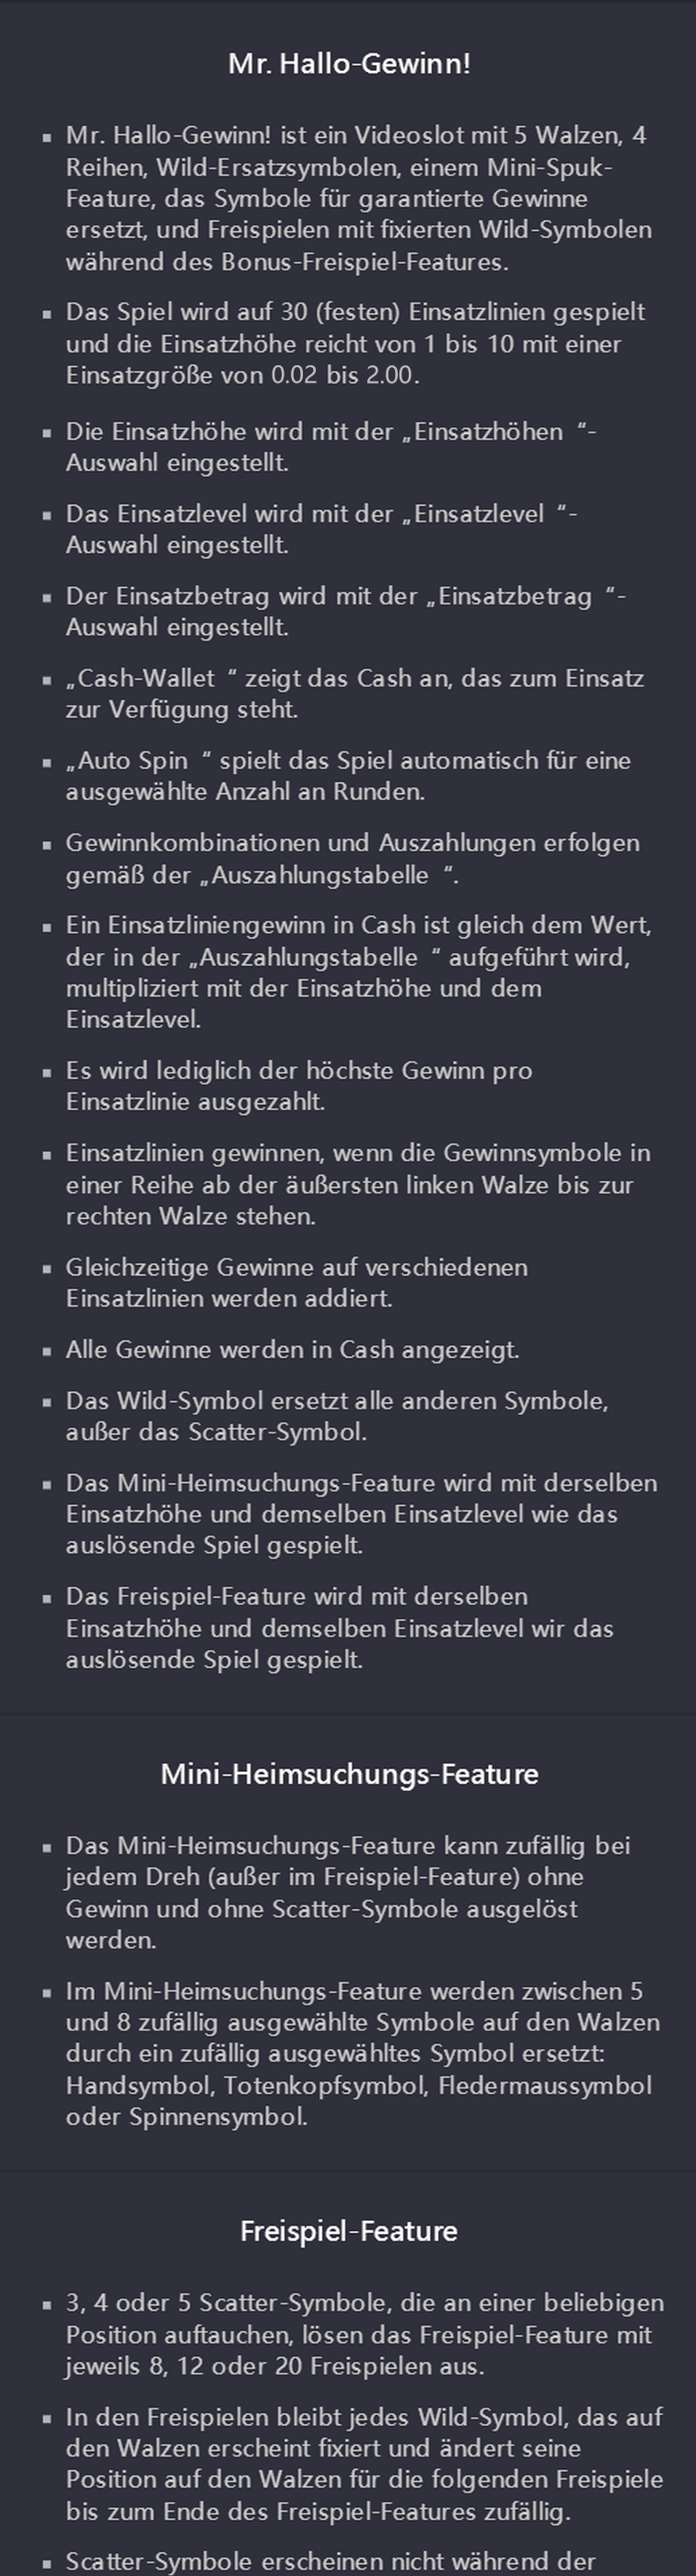 Mr. Hallo-Gewinn!
▪ Mr. Hallo-Gewinn! ist ein Videoslot mit 5 Walzen, 4
Reihen, Wild-Ersatzsymbolen, einem Mini-Spuk-
Feature, das Symbole für garantierte Gewinne
ersetzt, und Freispielen mit fixierten Wild-Symbolen
während des Bonus-Freispiel-Features.
▪ Das Spiel wird auf 30 (festen) Einsatzlinien gespielt
und die Einsatzhöhe reicht von 1 bis 10 mit einer
Einsatzgröße von 0.02 bis 2.00.
▪ Die Einsatzhöhe wird mit der „Einsatzhöhen “-
Auswahl eingestellt.
▪ Das Einsatzlevel wird mit der „Einsatzlevel “-
Auswahl eingestellt.
▪ Der Einsatzbetrag wird mit der „Einsatzbetrag “-
Auswahl eingestellt.
▪ „Cash-Wallet “ zeigt das Cash an, das zum Einsatz
zur Verfügung steht.
▪ „Auto Spin “ spielt das Spiel automatisch für eine
ausgewählte Anzahl an Runden.
▪ Gewinnkombinationen und Auszahlungen erfolgen
gemäß der „Auszahlungstabelle “.
▪ Ein Einsatzliniengewinn in Cash ist gleich dem Wert,
der in der „Auszahlungstabelle “ aufgeführt wird,
multipliziert mit der Einsatzhöhe und dem
Einsatzlevel.
▪ Es wird lediglich der höchste Gewinn pro
Einsatzlinie ausgezahlt.
▪ Einsatzlinien gewinnen, wenn die Gewinnsymbole in
einer Reihe ab der äußersten linken Walze bis zur
rechten Walze stehen.
▪ Gleichzeitige Gewinne auf verschiedenen
Einsatzlinien werden addiert.
▪ Alle Gewinne werden in Cash angezeigt.
▪ Das Wild-Symbol ersetzt alle anderen Symbole,
außer das Scatter-Symbol.
▪ Das Mini-Heimsuchungs-Feature wird mit derselben
Einsatzhöhe und demselben Einsatzlevel wie das
auslösende Spiel gespielt.
▪ Das Freispiel-Feature wird mit derselben
Einsatzhöhe und demselben Einsatzlevel wir das
auslösende Spiel gespielt.
Mini-Heimsuchungs-Feature
▪ Das Mini-Heimsuchungs-Feature kann zufällig bei
jedem Dreh (außer im Freispiel-Feature) ohne
Gewinn und ohne Scatter-Symbole ausgelöst
werden.
▪ Im Mini-Heimsuchungs-Feature werden zwischen 5
und 8 zufällig ausgewählte Symbole auf den Walzen
durch ein zufällig ausgewähltes Symbol ersetzt:
Handsymbol, Totenkopfsymbol, Fledermaussymbol
oder Spinnensymbol.
Freispiel-Feature
▪ 3, 4 oder 5 Scatter-Symbole, die an einer beliebigen
Position auftauchen, lösen das Freispiel-Feature mit
jeweils 8, 12 oder 20 Freispielen aus.
▪ In den Freispielen bleibt jedes Wild-Symbol, das auf
den Walzen erscheint fixiert und ändert seine
Position auf den Walzen für die folgenden Freispiele
bis zum Ende des Freispiel-Features zufällig.
▪ Scatter-Symbole erscheinen nicht während der